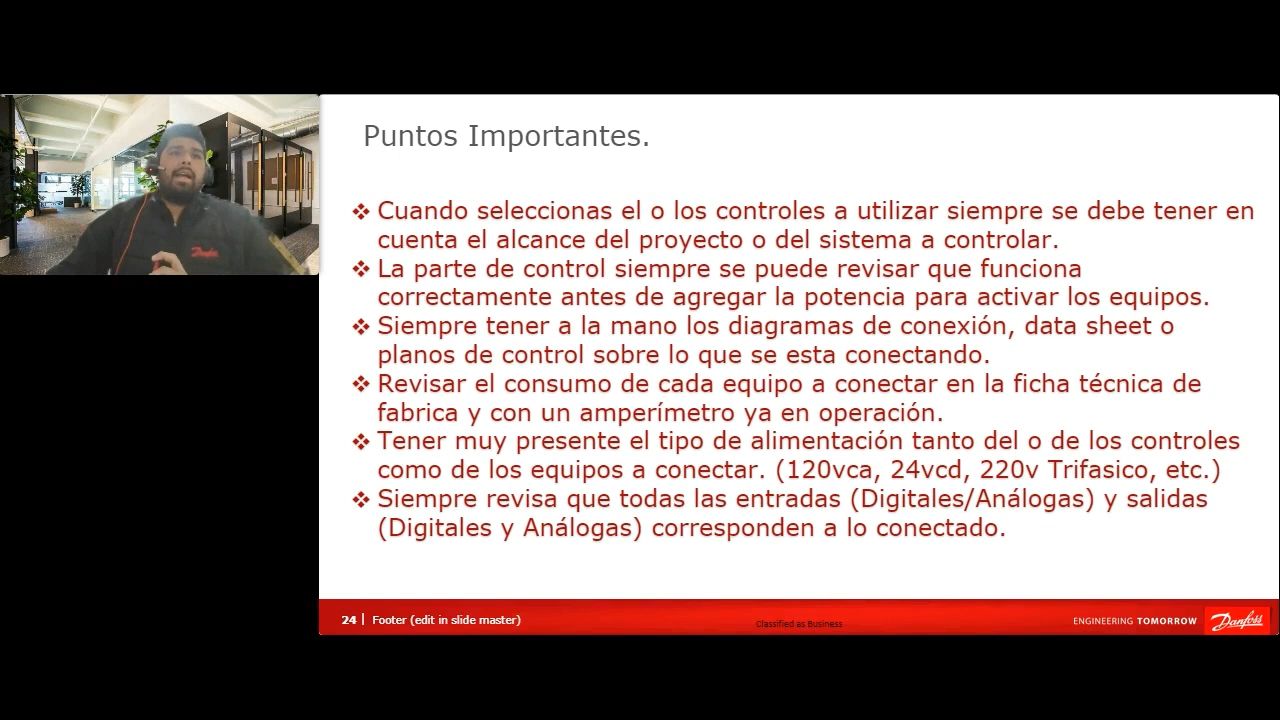 Puntos Importantes.
❖ Cuando seleccionas el o los controles a utilizar siempre se debe tener en
cuenta el alcance del proyecto o del sistema a controlar.
❖ La parte de control siempre se puede revisar que funciona
correctamente antes de agregar la potencia para activar los equipos.
❖ Siempre tener a la mano los diagramas de conexión, data sheet o
planos de control sobre lo que se esta conectando.
❖ Revisar el consumo de cada equipo a conectar en la ficha técnica de
fabrica y con un amperímetro ya en operación.
❖ Tener muy presente el tipo de alimentación tanto del o de los controles
como de los equipos a conectar. (120vca, 24vcd, 220v Trifasico, etc.)
❖ Siempre revisa que todas las entradas (Digitales/Análogas) y salidas
(Digitales y Análogas) corresponden a lo conectado.
24 | Footer (edit in slide master)
Classified as Business
ENGINEERING TOMORROW
Danfoss
Danfoss